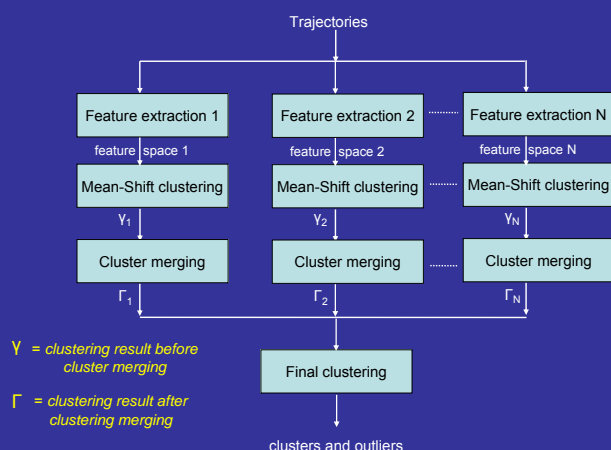 Trajectories
Feature extraction 1
Feature extraction 2
Feature extraction N
feature space 1
feature space 2
feature space N
Mean-Shift clustering
Mean-Shift clustering
Mean-Shift clustering
γ1
γ2
γN
Cluster merging
Cluster merging
Cluster merging
Γ1
Γ2
ΓN
γ = clustering result before
cluster merging
Final clustering
Γ = clustering result after
clustering merging
clusters and outliers